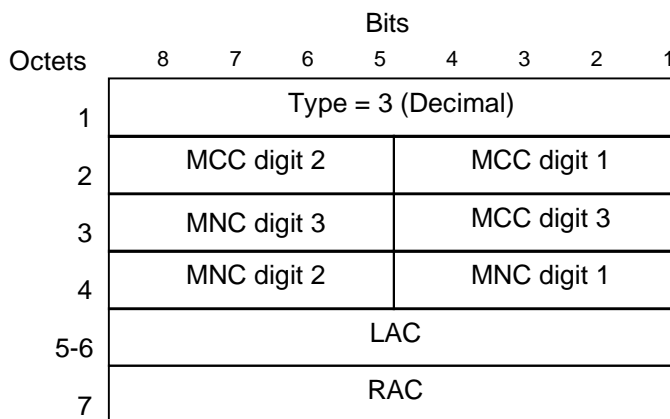 Bits
Octets 8 7 6 5 4 3 2 1
1 Type = 3 (Decimal)
2 MCC digit 2 MCC digit 1
3 MNC digit 3 MCC digit 3
4 MNC digit 2 MNC digit 1
5-6 LAC
7 RAC